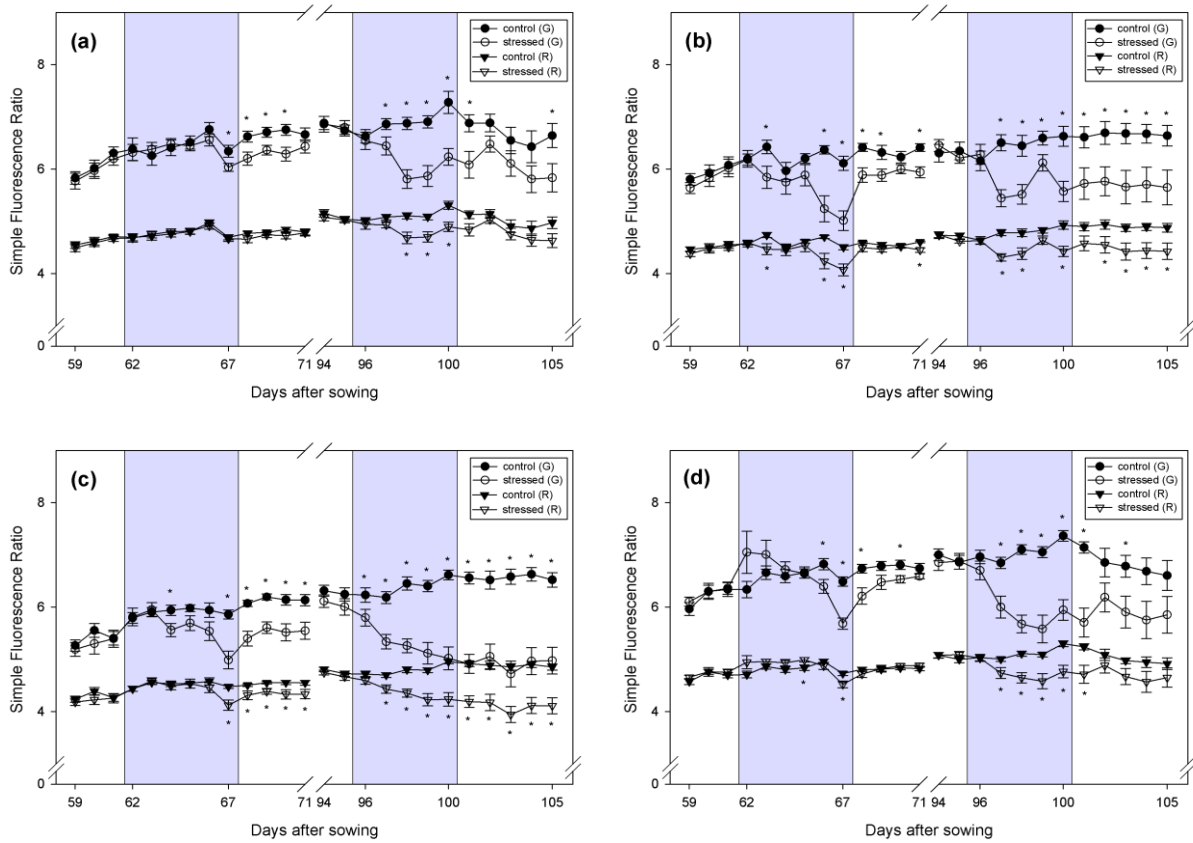 (a)
control (G)
stressed (G)
control (R)
stressed (R)
Simple Fluorescence Ratio
8
6
4
0
59 62 67 71 94 96 100 105
Days after sowing
(b)
control (G)
stressed (G)
control (R)
stressed (R)
Simple Fluorescence Ratio
8
6
4
0
59 62 67 71 94 96 100 105
Days after sowing
(c)
control (G)
stressed (G)
control (R)
stressed (R)
Simple Fluorescence Ratio
8
6
4
0
59 62 67 71 94 96 100 105
Days after sowing
(d)
control (G)
stressed (G)
control (R)
stressed (R)
Simple Fluorescence Ratio
8
6
4
0
59 62 67 71 94 96 100 105
Days after sowing